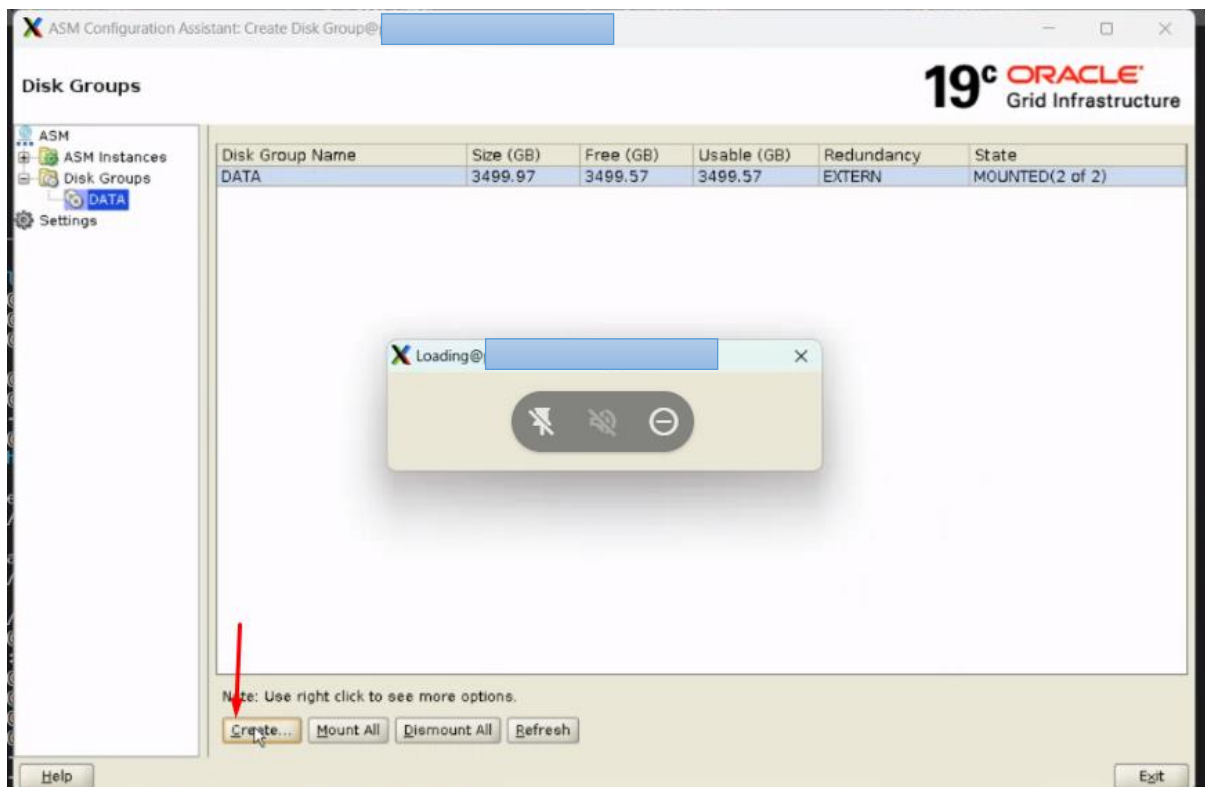 ASM Configuration Assistant: Create Disk Group@
Disk Groups
19c ORACLE
Grid Infrastructure
ASM
ASM Instances
Disk Groups
DATA
Settings
Disk Group Name Size (GB) Free (GB) Usable (GB) Redundancy State
DATA 3499.97 3499.57 3499.57 EXTERN MOUNTED(2 of 2)
Loading@
Note: Use right click to see more options.
Create... Mount All Dismount All Refresh
Help Exit